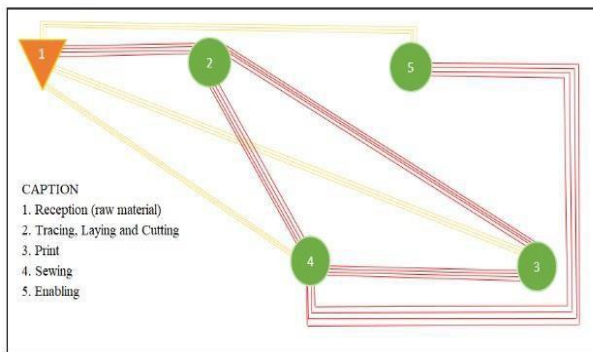 1
2
5
CAPTION
1. Reception (raw material)
2. Tracing, Laying and Cutting
3. Print
4. Sewing
5. Enabling
4
3